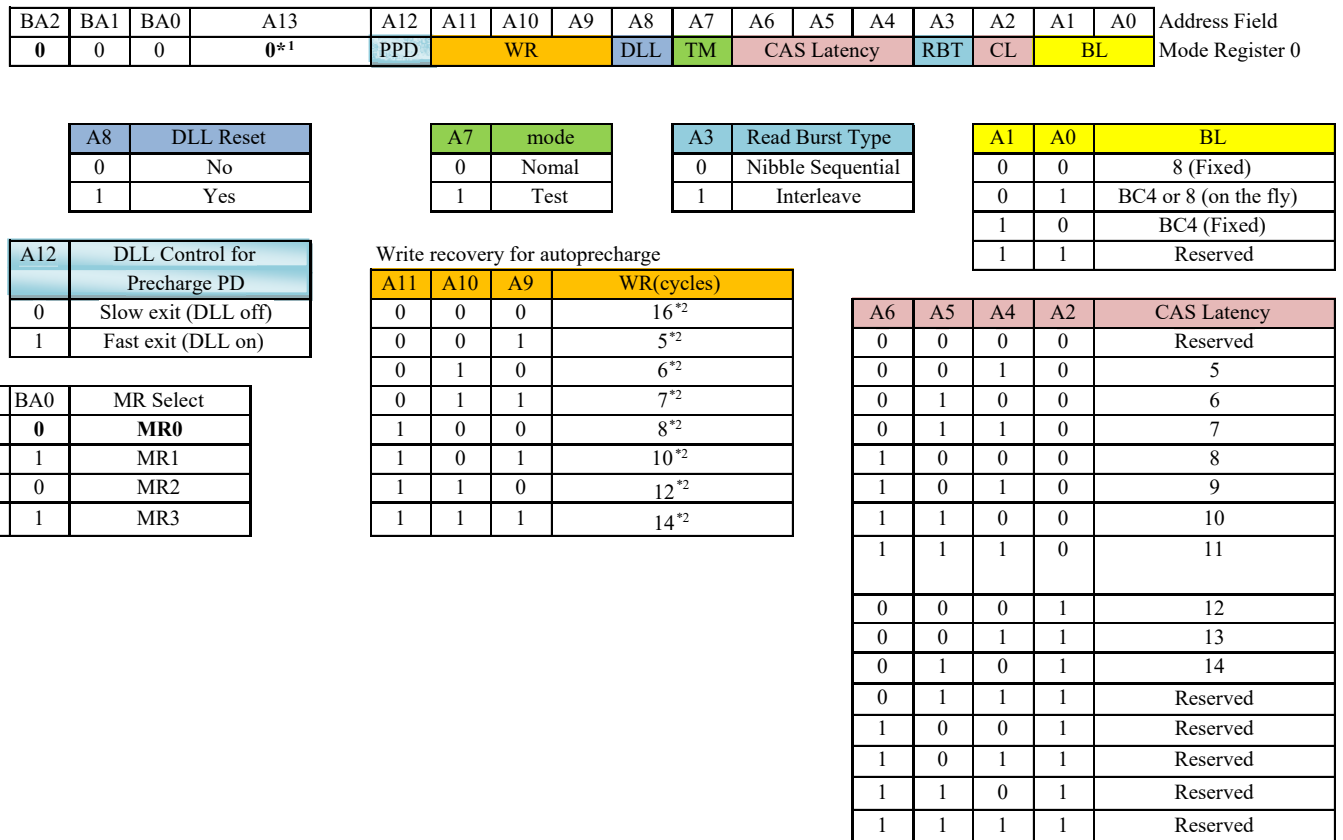 BA2 BA1 BA0 A13 A12 A11 A10 A9 A8 A7 A6 A5 A4 A3 A2 A1 A0 Address Field
0 0 0 0*1 PPD WR DLL TM CAS Latency RBT CL BL Mode Register 0
A8 DLL Reset
0 No
1 Yes
A7 mode
0 Nomal
1 Test
A3 Read Burst Type
0 Nibble Sequential
1 Interleave
A1 A0 BL
0 0 8 (Fixed)
0 1 BC4 or 8 (on the fly)
1 0 BC4 (Fixed)
1 1 Reserved
A12 DLL Control for
Precharge PD
0 Slow exit (DLL off)
1 Fast exit (DLL on)
Write recovery for autoprecharge
A11 A10 A9 WR(cycles)
0 0 0 16*2
0 0 1 5*2
0 1 0 6*2
0 1 1 7*2
1 0 0 8*2
1 0 1 10*2
1 1 0 12*2
1 1 1 14*2
BA0 MR Select
0 MR0
1 MR1
0 MR2
1 MR3
A6 A5 A4 A2 CAS Latency
0 0 0 0 Reserved
0 0 1 0 5
0 1 0 0 6
0 1 1 0 7
1 0 0 0 8
1 0 1 0 9
1 1 0 0 10
1 1 1 0 11
0 0 0 1 12
0 0 1 1 13
0 1 0 1 14
0 1 1 1 Reserved
1 0 0 1 Reserved
1 0 1 1 Reserved
1 1 0 1 Reserved
1 1 1 1 Reserved